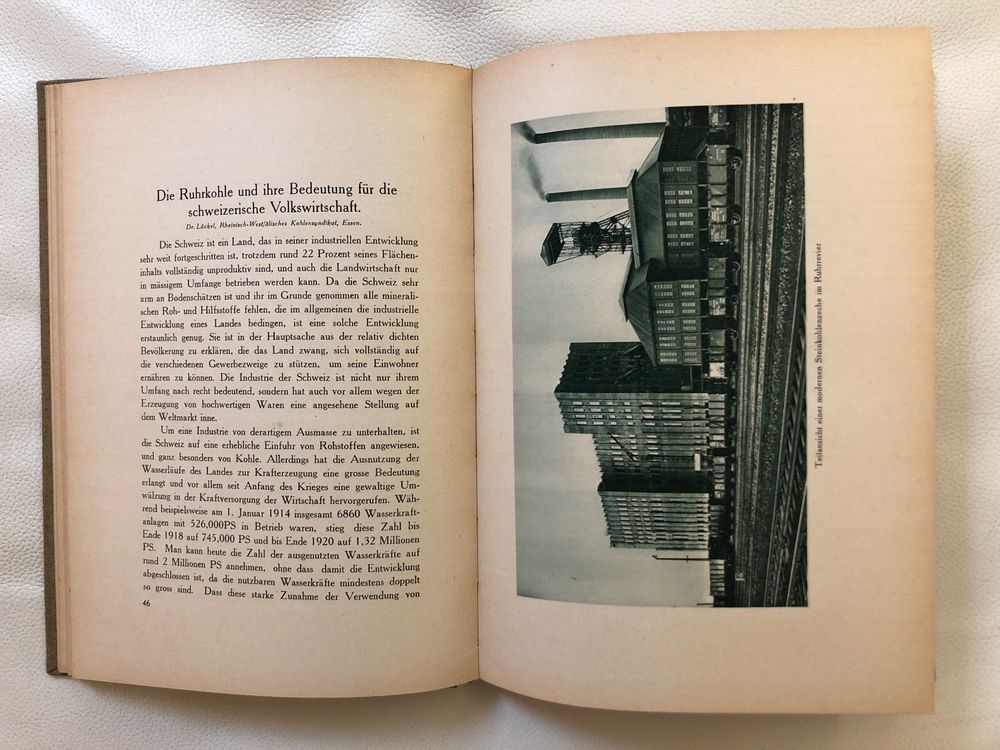 Die Ruhrkohle und ihre Bedeutung für die
schweizerische Volkswirtschaft.
Dr. Lückel, Rheinisch-Westfälisches Kohlensyndikat, Essen.
Die Schweiz ist ein Land, das in seiner industriellen Entwicklung
sehr weit fortgeschritten ist, trotzdem rund 22 Prozent seines Flächen-
inhalts vollständig unproduktiv sind, und auch die Landwirtschaft nur
in mässigem Umfange betrieben werden kann. Da die Schweiz sehr
arm an Bodenschätzen ist und ihr im Grunde genommen alle minerali-
schen Roh- und Hilfsstoffe fehlen, die im allgemeinen die industrielle
Entwicklung eines Landes bedingen, ist eine solche Entwicklung
erstaunlich genug. Sie ist in der Hauptsache aus der relativ dichten
Bevölkerung zu erklären, die das Land zwang, sich vollständig auf
die verschiedenen Gewerbezweige zu stützen, um seine Einwohner
ernähren zu können. Die Industrie der Schweiz ist nicht nur ihrem
Umfang nach recht bedeutend, sondern hat auch vor allem wegen der
Erzeugung von hochwertigen Waren eine angesehene Stellung auf
dem Weltmarkt inne.
Um eine Industrie von derartigem Ausmasse zu unterhalten, ist
die Schweiz auf eine erhebliche Einfuhr von Rohstoffen angewiesen,
und ganz besonders von Kohle. Allerdings hat die Ausnutzung der
Wasserläufe des Landes zur Krafterzeugung eine grosse Bedeutung
erlangt und vor allem seit Anfang des Krieges eine gewaltige Um-
wälzung in der Kraftversorgung der Wirtschaft hervorgerufen. Wäh-
rend beispielsweise am 1. Januar 1914 insgesamt 6860 Wasserkraft-
anlagen mit 526,000PS in Betrieb waren, stieg diese Zahl bis
Ende 1918 auf 745,000 PS und bis Ende 1920 auf 1,32 Millionen
PS. Man kann heute die Zahl der ausgenutzten Wasserkräfte auf
rund 2 Millionen PS annehmen, ohne dass damit die Entwicklung
abgeschlossen ist, da die nutzbaren Wasserkräfte mindestens doppelt
so gross sind. Dass diese starke Zunahme der Verwendung von
46
Teilansicht einer modernen Steinkohlenzeche im Ruhrrevier